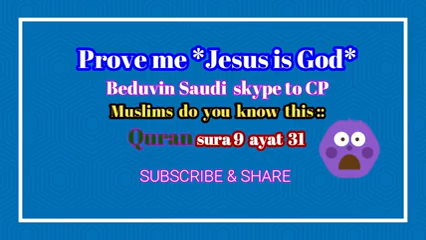 Prove me *Jesus is God*
Beduvin Saudi skype to CP
Muslims do you know this ::
Quran sura 9 ayat 31
SUBSCRIBE & SHARE